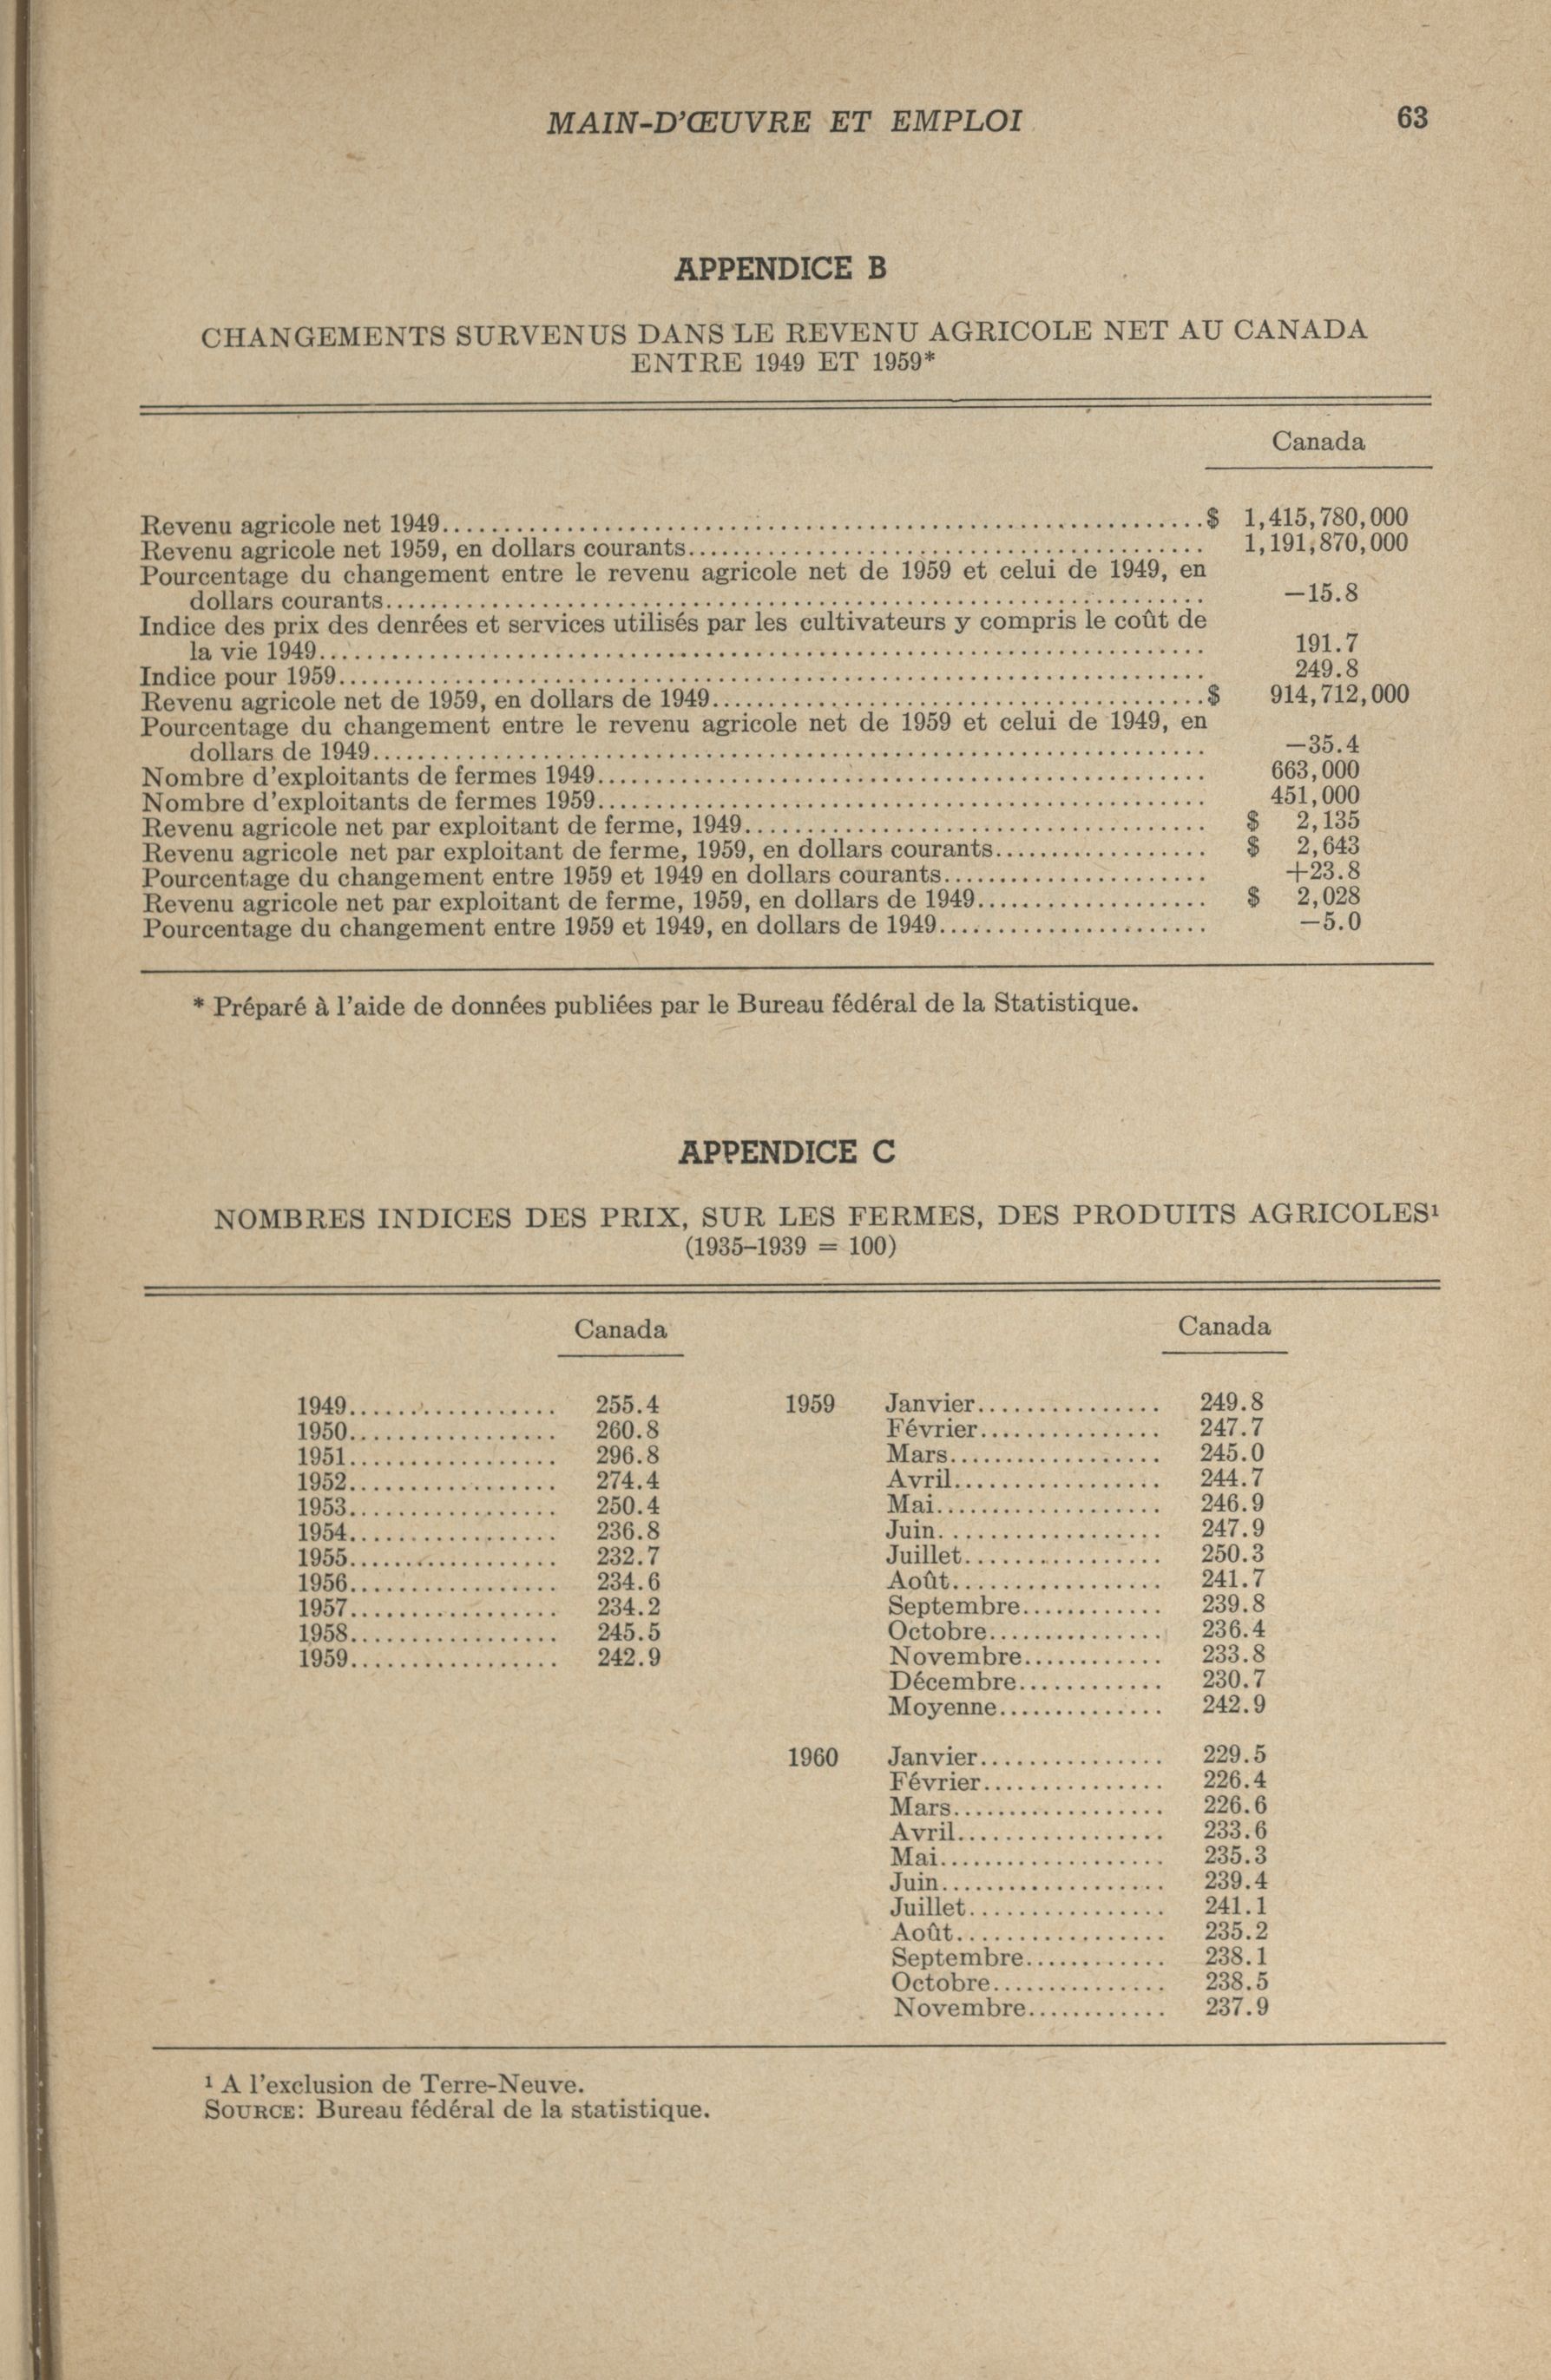 MAIN-D'ŒUVRE ET EMPLOI 63
APPENDICE B
CHANGEMENTS SURVENUS DANS LE REVENU AGRICOLE NET AU CANADA
ENTRE 1949 ET 1959*
Canada
Revenu agricole net 1949.......... $ 1,415,780,000
Revenu agricole net 1959, en dollars courants.......... 1,191,870,000
Pourcentage du changement entre le revenu agricole net de 1959 et celui de 1949, en
dollars courants.......... —15.8
Indice des prix des denrées et services utilisés par les cultivateurs y compris le coût de
la vie 1949.......... 191.7
Indice pour 1959.......... 249.8
Revenu agricole net de 1959, en dollars de 1949.......... $ 914,712,000
Pourcentage du changement entre le revenu agricole net de 1959 et celui de 1949, en
dollars de 1949.......... —35.4
Nombre d'exploitants de fermes 1949.......... 663,000
Nombre d'exploitants de fermes 1959.......... 451,000
Revenu agricole net par exploitant de ferme, 1949.......... $ 2,135
Revenu agricole net par exploitant de ferme, 1959, en dollars courants.......... $ 2,643
Pourcentage du changement entre 1959 et 1949 en dollars courants.......... +23.8
Revenu agricole net par exploitant de ferme, 1959, en dollars de 1949.......... $ 2,028
Pourcentage du changement entre 1959 et 1949, en dollars de 1949.......... —5.0
* Préparé à l'aide de données publiées par le Bureau fédéral de la Statistique.
APPENDICE C
NOMBRES INDICES DES PRIX, SUR LES FERMES, DES PRODUITS AGRICOLES¹
(1935–1939 = 100)
Canada
1949.......... 255.4
1950.......... 260.8
1951.......... 296.8
1952.......... 274.4
1953.......... 250.4
1954.......... 236.8
1955.......... 232.7
1956.......... 234.6
1957.......... 234.2
1958.......... 245.5
1959.......... 242.9
Canada
1959 Janvier.......... 249.8
Février.......... 247.7
Mars.......... 245.0
Avril.......... 244.7
Mai.......... 246.9
Juin.......... 247.9
Juillet.......... 250.3
Août.......... 241.7
Septembre.......... 239.8
Octobre.......... 236.4
Novembre.......... 233.8
Décembre.......... 230.7
Moyenne.......... 242.9
1960 Janvier.......... 229.5
Février.......... 226.4
Mars.......... 226.6
Avril.......... 233.6
Mai.......... 235.3
Juin.......... 239.4
Juillet.......... 241.1
Août.......... 235.2
Septembre.......... 238.1
Octobre.......... 238.5
Novembre.......... 237.9
¹ A l'exclusion de Terre-Neuve.
SOURCE: Bureau fédéral de la statistique.